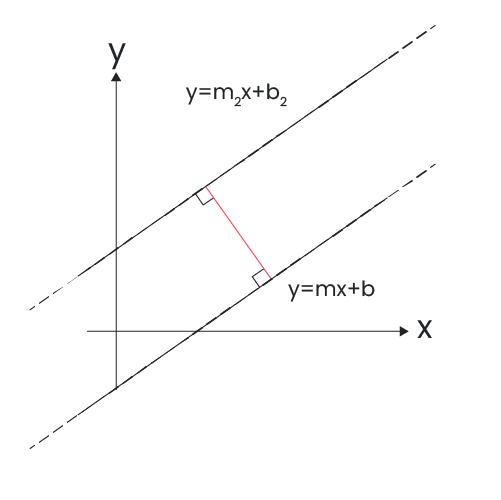 y
y=m₂x+b₂
y=mx+b
x